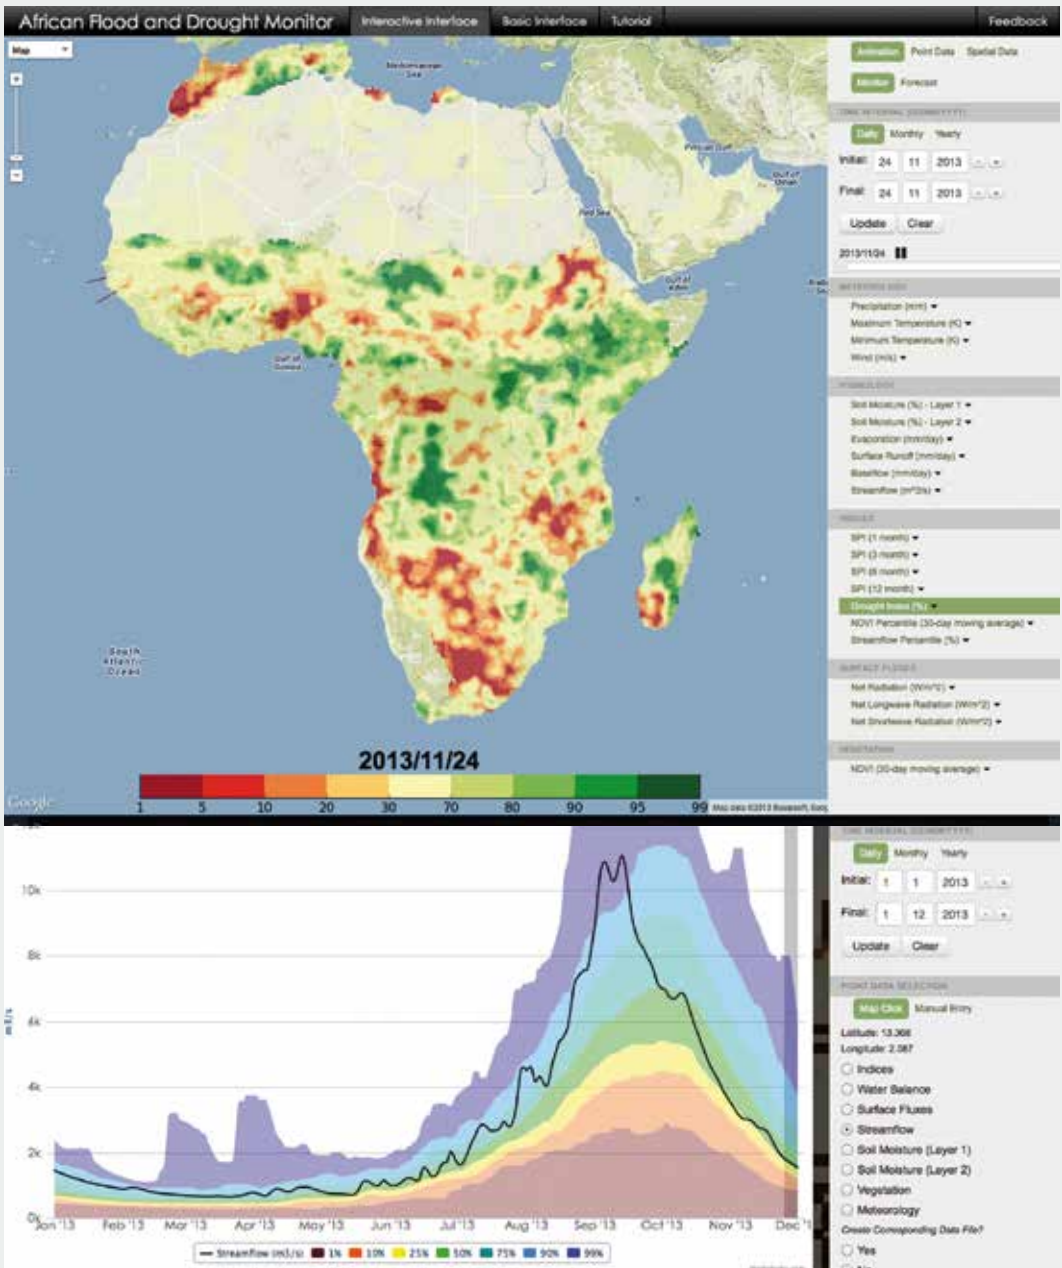 African Flood and Drought Monitor
Interactive Interface
Basic Interface
Tutorial
Feedback
Map
Mediterranean
Sea
Persian Gulf
Gulf of
Oman
Red Sea
Gulf of
Aden
Gulf of
Guinea
South
Atlantic
Ocean
Google
2013/11/24
1 5 10 20 30 70 80 90 95 99
Animation Point Data Spatial Data
Monitor Forecast
Daily Monthly Yearly
Initial: 24 11 2013 - +
Final: 24 11 2013 - +
Update Clear
2013/11/24
METEOROLOGY
Precipitation (mm)
Maximum Temperature (K)
Minimum Temperature (K)
Wind (m/s)
HYDROLOGY
Soil Moisture (%) - Layer 1
Soil Moisture (%) - Layer 2
Evaporation (mm/day)
Surface Runoff (mm/day)
Baseflow (mm/day)
Streamflow (m^3/s)
INDICES
SPI (1 month)
SPI (3 month)
SPI (6 month)
SPI (12 month)
Drought Index (%)
NDVI Percentile (30-day moving average)
Streamflow Percentile (%)
SURFACE FLUXES
Net Radiation (W/m^2)
Net Longwave Radiation (W/m^2)
Net Shortwave Radiation (W/m^2)
VEGETATION
NDVI (30-day moving average)
10k
8k
6k
4k
2k
0k
m3/s
Jan '13 Feb '13 Mar '13 Apr '13 May '13 Jun '13 Jul '13 Aug '13 Sep '13 Oct '13 Nov '13 Dec '1
Streamflow (m3/s) 1% 10% 25% 50% 75% 90% 99%
Daily Monthly Yearly
Initial: 1 1 2013 - +
Final: 1 12 2013 - +
Update Clear
POINT DATA SELECTION
Map Click Manual Entry
Latitude: 13.368
Longitude: 2.087
Indices
Water Balance
Surface Fluxes
Streamflow
Soil Moisture (Layer 1)
Soil Moisture (Layer 2)
Vegetation
Meteorology
Create Corresponding Data File?
Yes